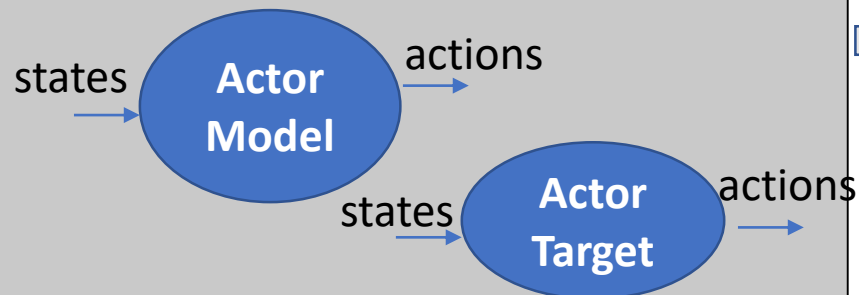 states
Actor
Model
actions
states
Actor
Target
actions